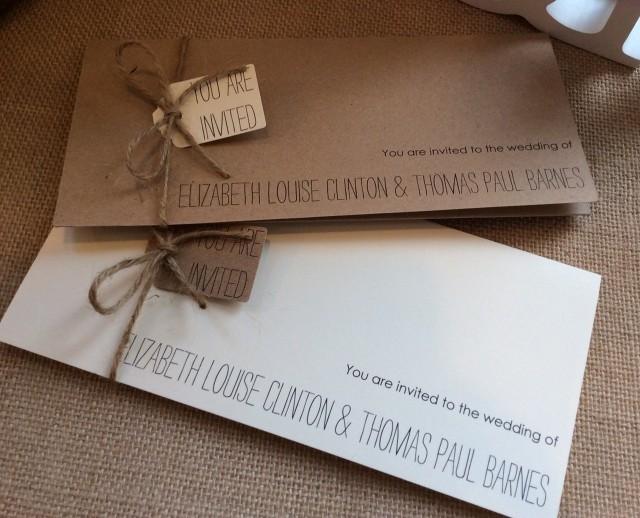 YOU ARE
INVITED
You are invited to the wedding of
ELIZABETH LOUISE CLINTON & THOMAS PAUL BARNES
YOU ARE
INVITED
You are invited to the wedding of
ELIZABETH LOUISE CLINTON & THOMAS PAUL BARNES